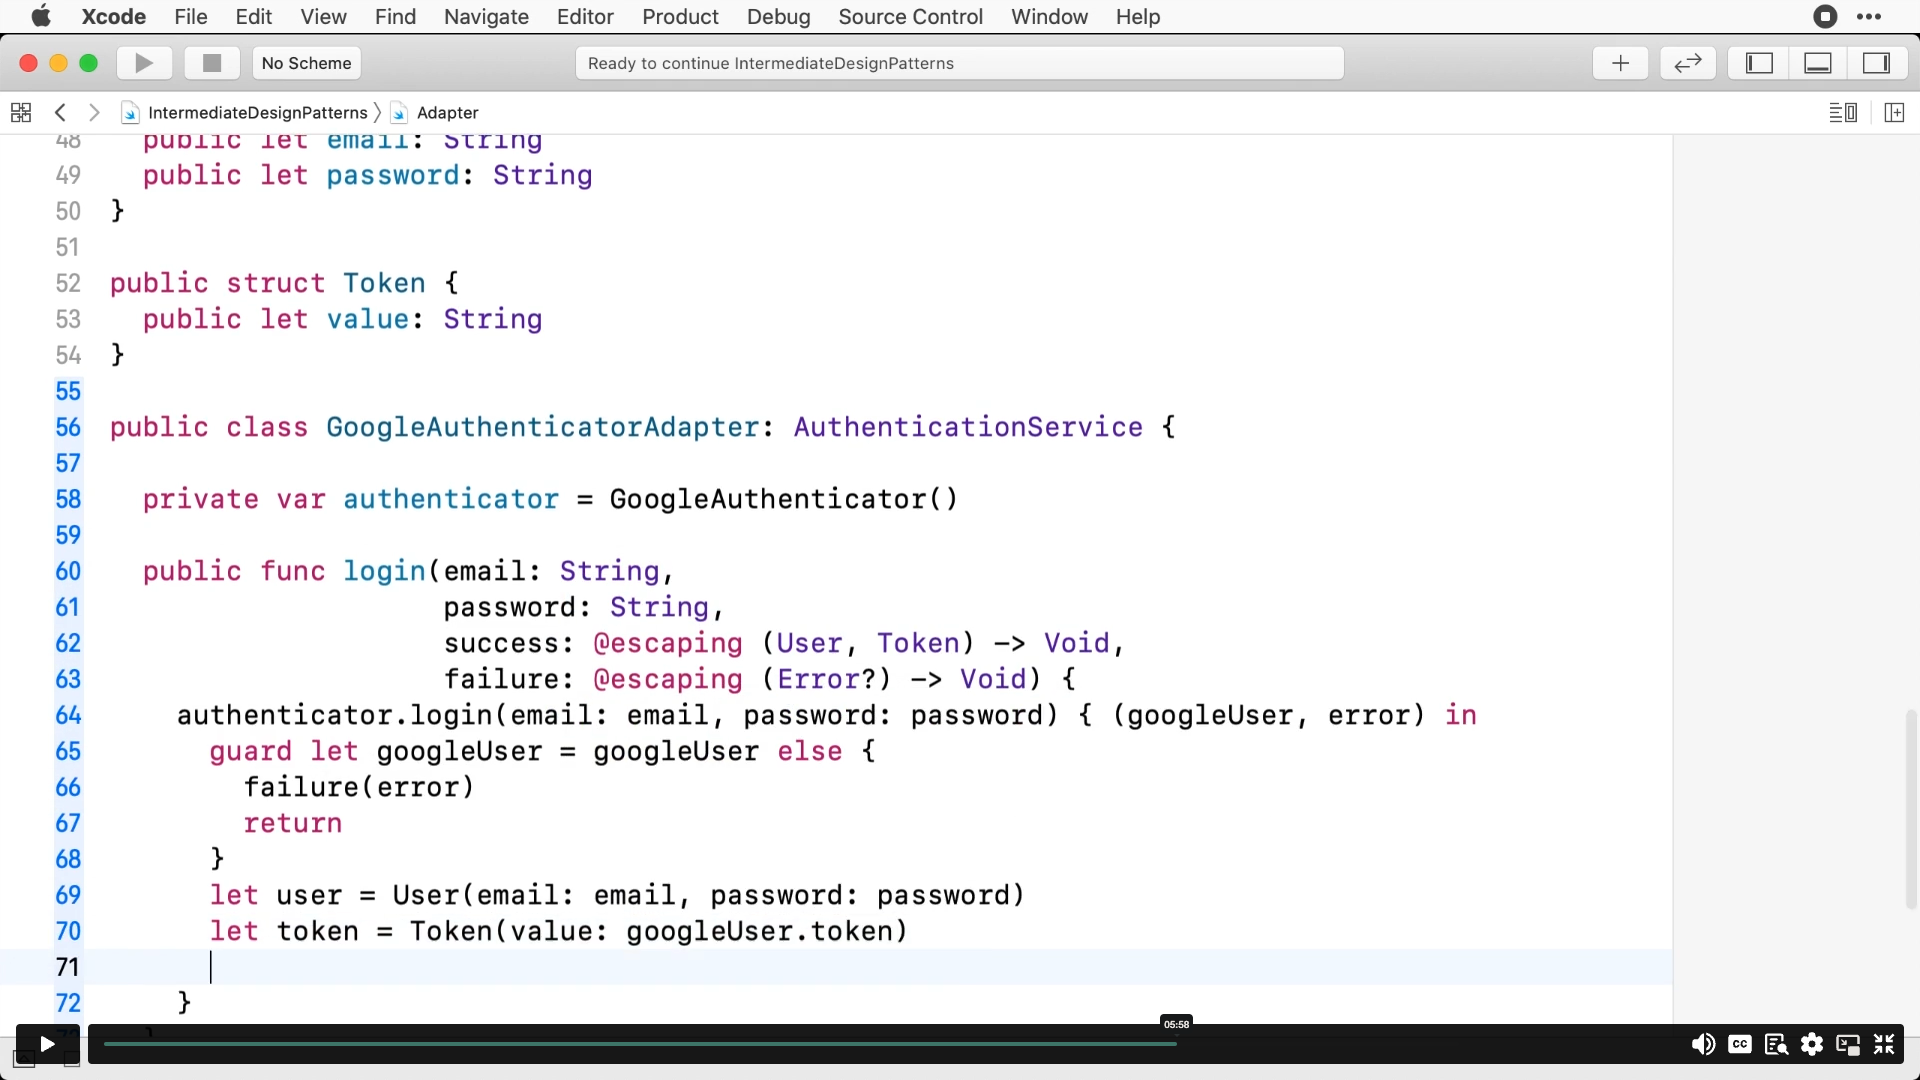 Xcode File Edit View Find Navigate Editor Product Debug Source Control Window Help
No Scheme
Ready to continue IntermediateDesignPatterns
IntermediateDesignPatterns 〉 Adapter
48   public let email: String
49   public let password: String
50 }
51
52 public struct Token {
53   public let value: String
54 }
55
56 public class GoogleAuthenticatorAdapter: AuthenticationService {
57
58   private var authenticator = GoogleAuthenticator()
59
60   public func login(email: String,
61                     password: String,
62                     success: @escaping (User, Token) -> Void,
63                     failure: @escaping (Error?) -> Void) {
64     authenticator.login(email: email, password: password) { (googleUser, error) in
65       guard let googleUser = googleUser else {
66         failure(error)
67         return
68       }
69       let user = User(email: email, password: password)
70       let token = Token(value: googleUser.token)
71
72     }
05:58
CC